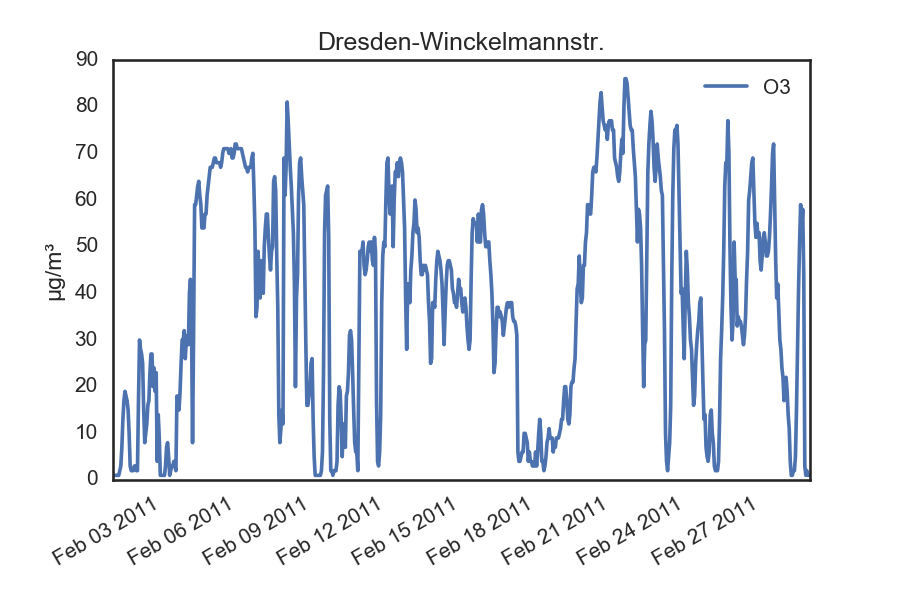 Dresden-Winckelmannstr.
90
80
70
60
50
40
30
20
10
0
µg/m³
O3
Feb 03 2011
Feb 06 2011
Feb 09 2011
Feb 12 2011
Feb 15 2011
Feb 18 2011
Feb 21 2011
Feb 24 2011
Feb 27 2011